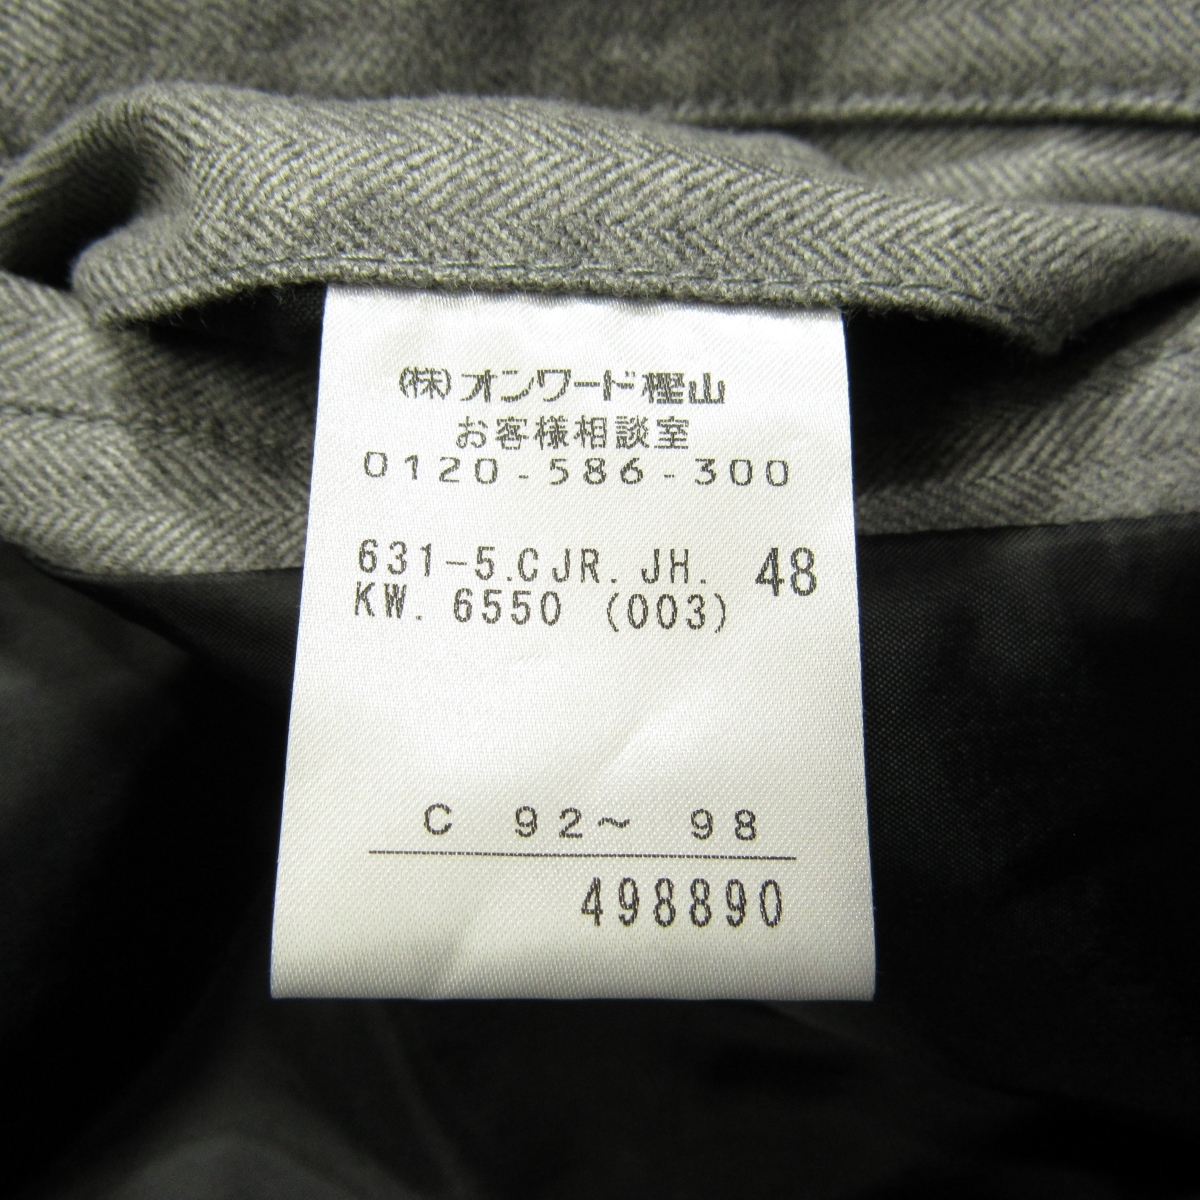 (株)オンワード樫山
お客様相談室
0120-586-300
631-5.CJR.JH. 48
KW. 6550 (003)
C 92~ 98
498890